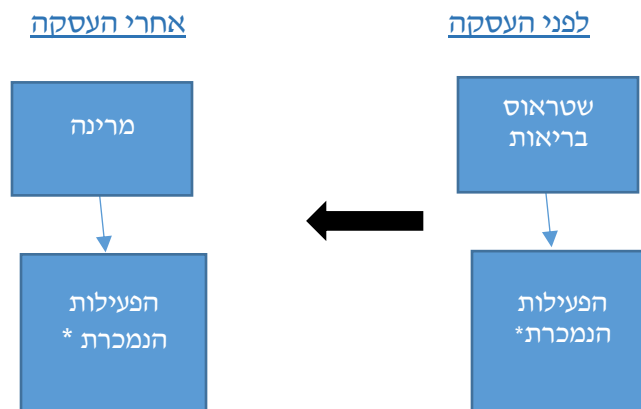 לפני העסקה
שטראוס
בריאות
הפעילות
הנמכרת*
אחרי העסקה
מרינה
הפעילות
הנמכרת *